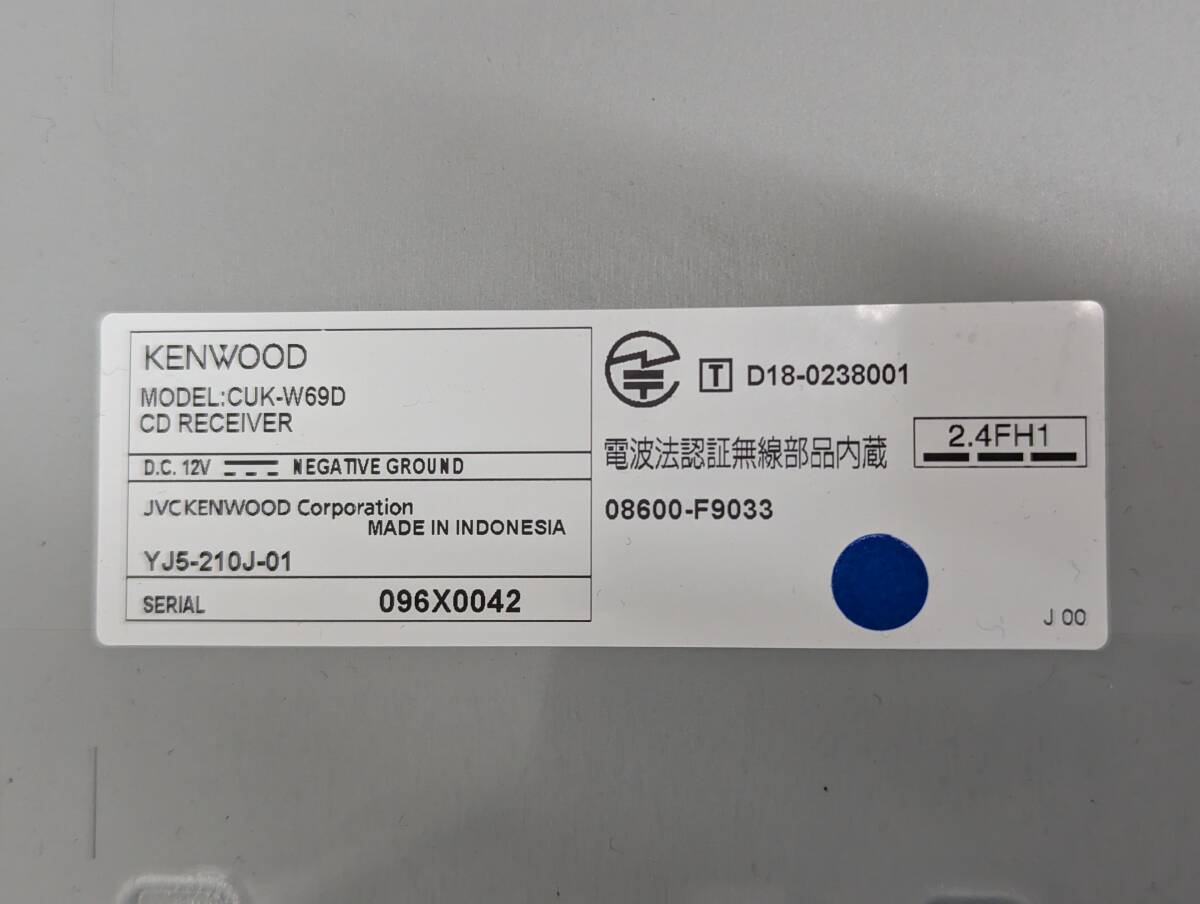 KENWOOD
MODEL:CUK-W69D
CD RECEIVER
D.C. 12V NEGATIVE GROUND
JVCKENWOOD Corporation
MADE IN INDONESIA
YJ5-210J-01
SERIAL 096X0042
T D18-0238001
電波法認証無線部品内蔵 2.4FH1
08600-F9033
J 00